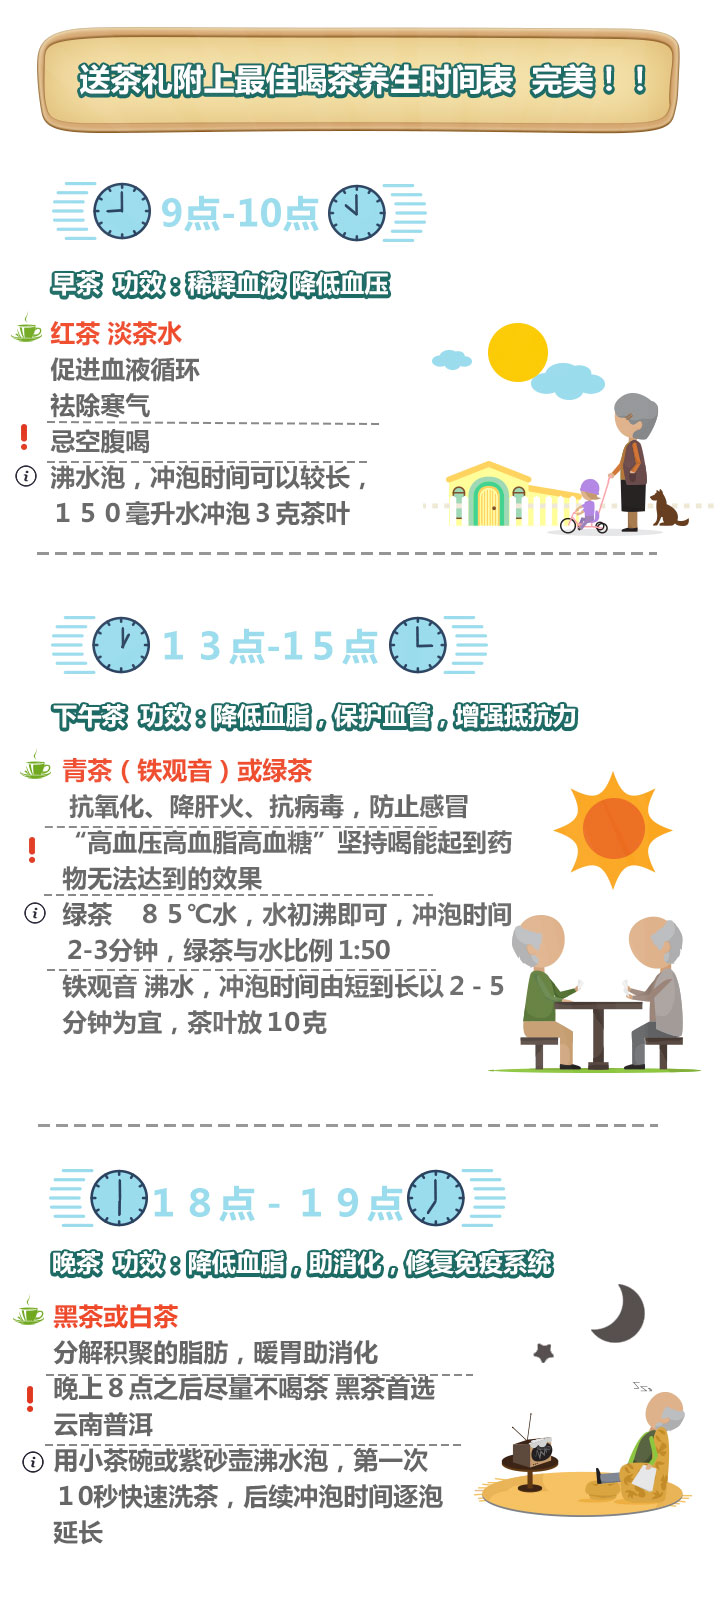 送茶礼附上最佳喝茶养生时间表 完美！！
9点-10点
早茶 功效：稀释血液 降低血压
红茶 淡茶水
促进血液循环
祛除寒气
忌空腹喝
沸水泡，冲泡时间可以较长，
１５０毫升水冲泡３克茶叶
１３点-15点
下午茶 功效：降低血脂，保护血管，增强抵抗力
青茶（铁观音）或绿茶
抗氧化、降肝火、抗病毒，防止感冒
“高血压高血脂高血糖”坚持喝能起到药
物无法达到的效果
绿茶 ８５℃水，水初沸即可，冲泡时间
2-3分钟，绿茶与水比例1:50
铁观音 沸水，冲泡时间由短到长以２-５
分钟为宜，茶叶放10克
１８点-１９点
晚茶 功效：降低血脂，助消化，修复免疫系统
黑茶或白茶
分解积聚的脂肪，暖胃助消化
晚上８点之后尽量不喝茶 黑茶首选
云南普洱
用小茶碗或紫砂壶沸水泡，第一次
10秒快速洗茶，后续冲泡时间逐泡
延长